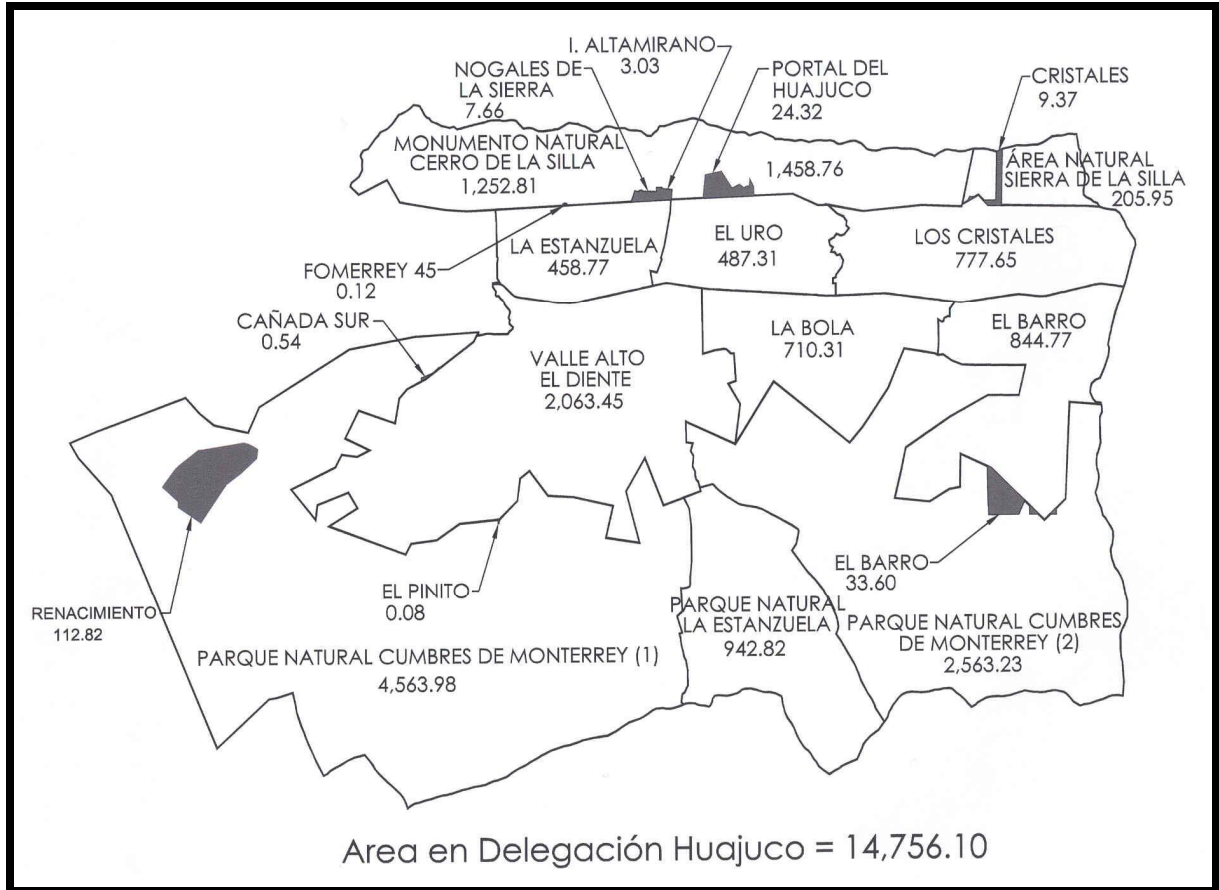 I. ALTAMIRANO
3.03
NOGALES DE
LA SIERRA
7.66
PORTAL DEL
HUAJUCO
24.32
CRISTALES
9.37
MONUMENTO NATURAL
CERRO DE LA SILLA
1,252.81
1,458.76
ÁREA NATURAL
SIERRA DE LA SILLA
205.95
LA ESTANZUELA
458.77
EL URO
487.31
LOS CRISTALES
777.65
FOMERREY 45
0.12
CAÑADA SUR
0.54
VALLE ALTO
EL DIENTE
2,063.45
LA BOLA
710.31
EL BARRO
844.77
EL PINITO
0.08
EL BARRO
33.60
RENACIMIENTO
112.82
PARQUE NATURAL CUMBRES DE MONTERREY (1)
4,563.98
PARQUE NATURAL
LA ESTANZUELA
942.82
PARQUE NATURAL CUMBRES
DE MONTERREY (2)
2,563.23
Area en Delegación Huajuco = 14,756.10